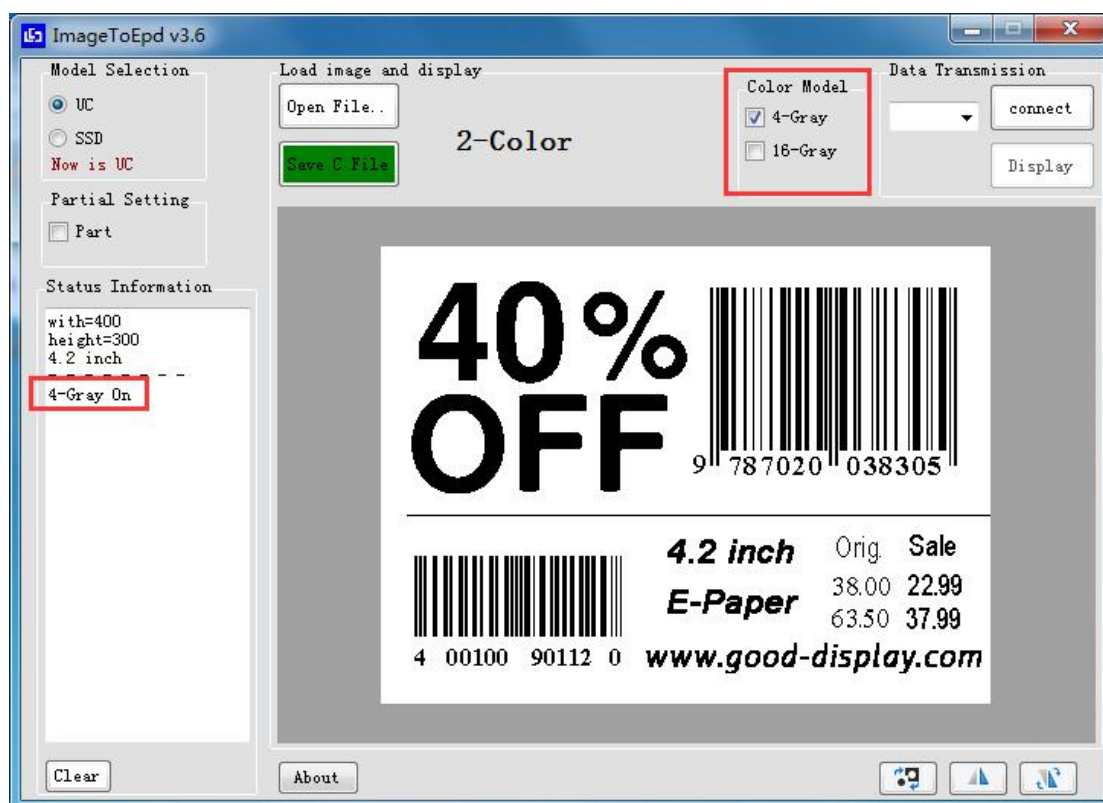 ImageToEpd v3.6
Model Selection
UC
SSD
Now is UC
Partial Setting
Part
Status Information
with=400
height=300
4.2 inch
- - - - - - - -
4-Gray On
Clear
Load image and display
Open File..
Save C File
2-Color
Color Model
4-Gray
16-Gray
Data Transmission
connect
Display
40%
OFF
9 787020 038305
4.2 inch
E-Paper
Orig. Sale
38.00 22.99
63.50 37.99
4 00100 90112 0
www.good-display.com
About